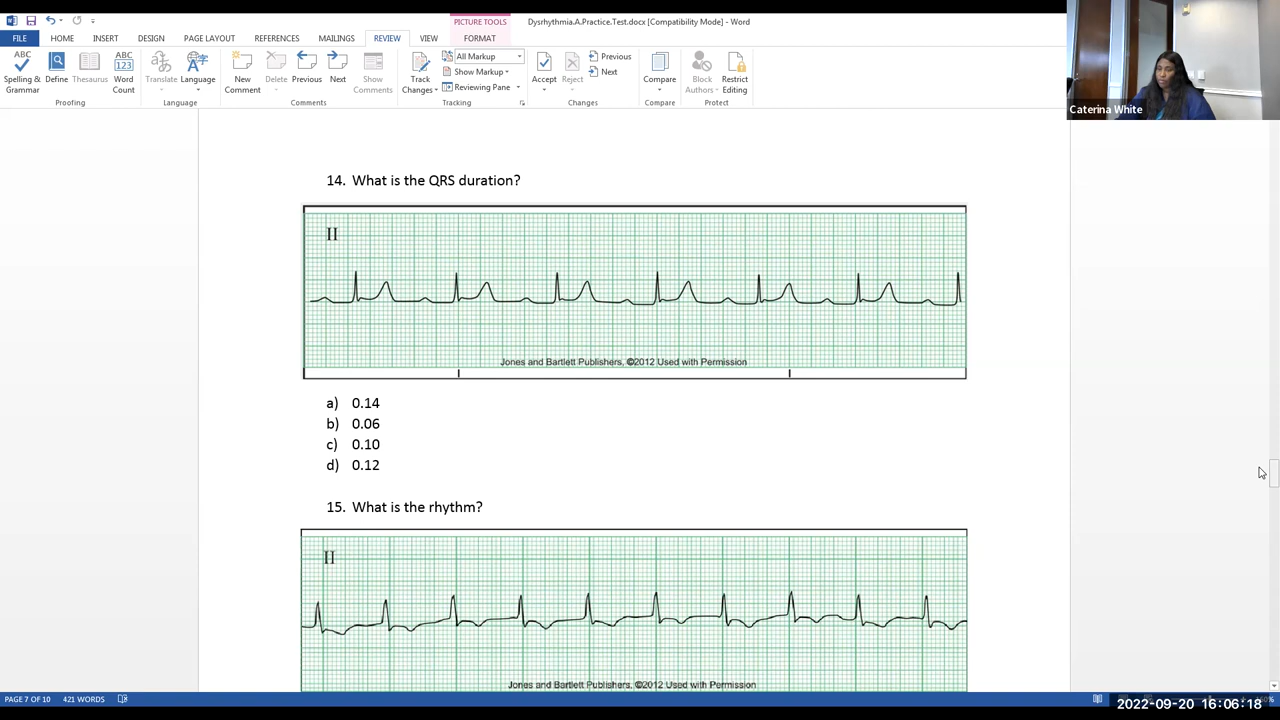 Dysrhythmia.A.Practice.Test.docx [Compatibility Mode] - Word
PICTURE TOOLS
FILE HOME INSERT DESIGN PAGE LAYOUT REFERENCES MAILINGS REVIEW VIEW FORMAT
ABC Spelling & Grammar
Define
Thesaurus
ABC 123 Word Count
Translate
Language
New Comment
Delete
Previous
Next
Show Comments
Track Changes
All Markup
Show Markup
Reviewing Pane
Accept
Reject
Previous
Next
Compare
Block Authors
Restrict Editing
Proofing Language Comments Tracking Changes Compare Protect
Caterina White
14. What is the QRS duration?
II
Jones and Bartlett Publishers, ©2012 Used with Permission
a) 0.14
b) 0.06
c) 0.10
d) 0.12
15. What is the rhythm?
II
Jones and Bartlett Publishers, ©2012 Used with Permission
PAGE 7 OF 10 421 WORDS
2022-09-20 16:06:18